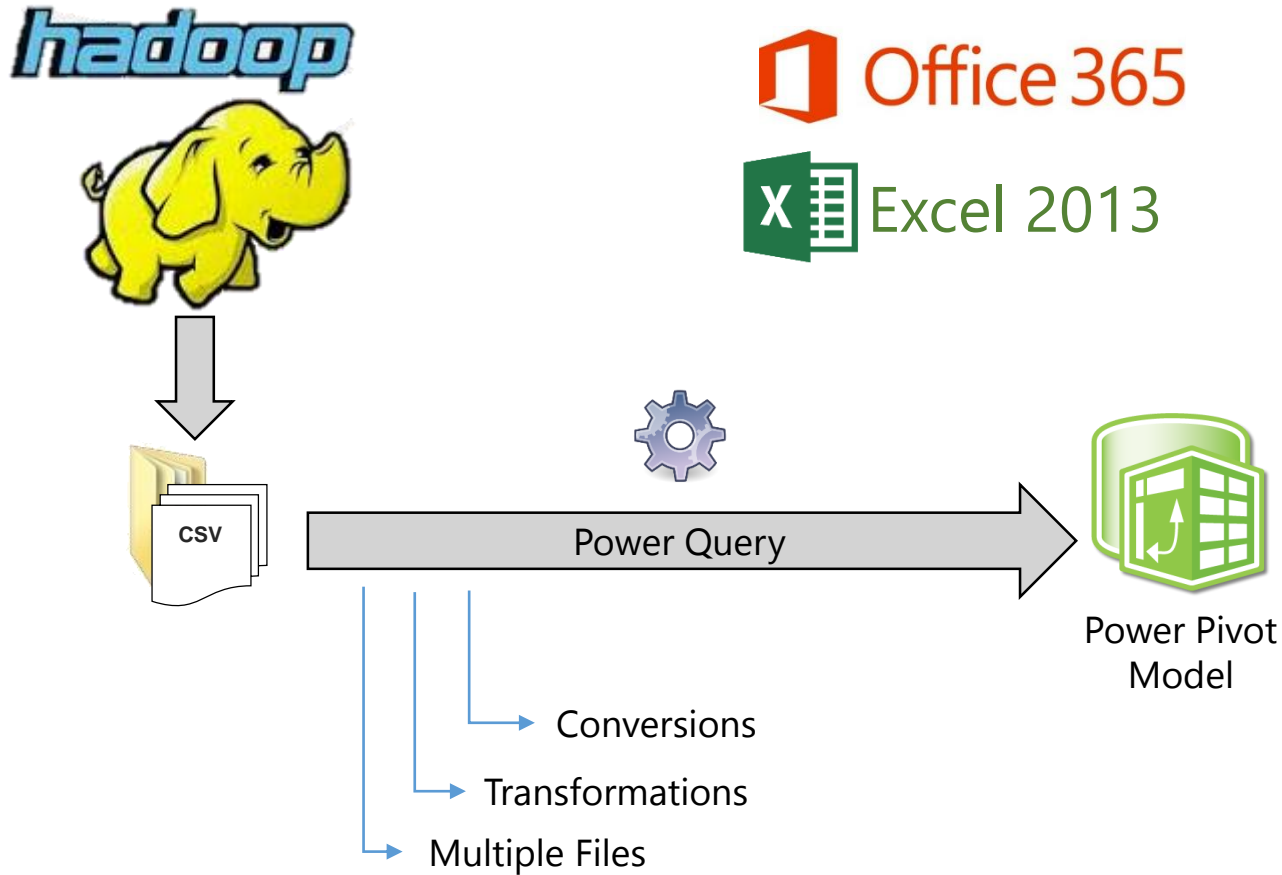 hadoop
Office 365
X
Excel 2013
CSV
Power Query
Power Pivot
Model
Conversions
Transformations
Multiple Files